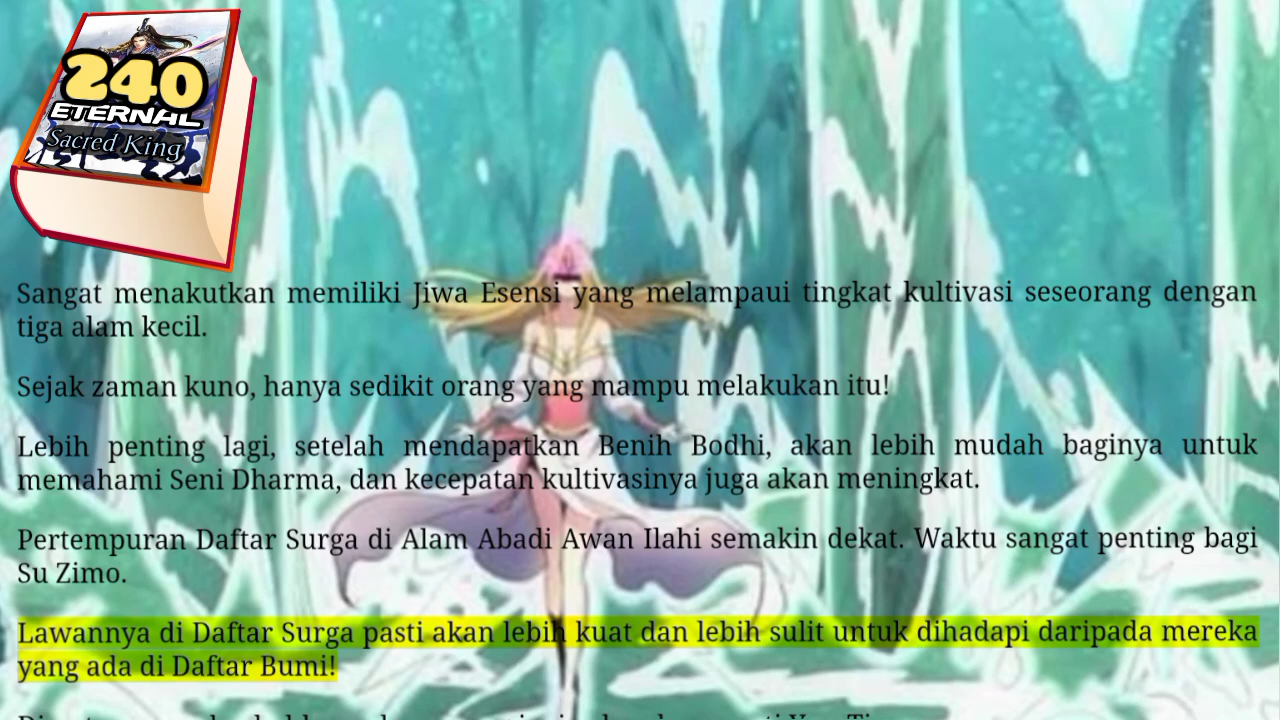 240
ETERNAL
Sacred King
Sangat menakutkan memiliki Jiwa Esensi yang melampaui tingkat kultivasi seseorang dengan
tiga alam kecil.
Sejak zaman kuno, hanya sedikit orang yang mampu melakukan itu!
Lebih penting lagi, setelah mendapatkan Benih Bodhi, akan lebih mudah baginya untuk
memahami Seni Dharma, dan kecepatan kultivasinya juga akan meningkat.
Pertempuran Daftar Surga di Alam Abadi Awan Ilahi semakin dekat. Waktu sangat penting bagi
Su Zimo.
Lawannya di Daftar Surga pasti akan lebih kuat dan lebih sulit untuk dihadapi daripada mereka
yang ada di Daftar Bumi!